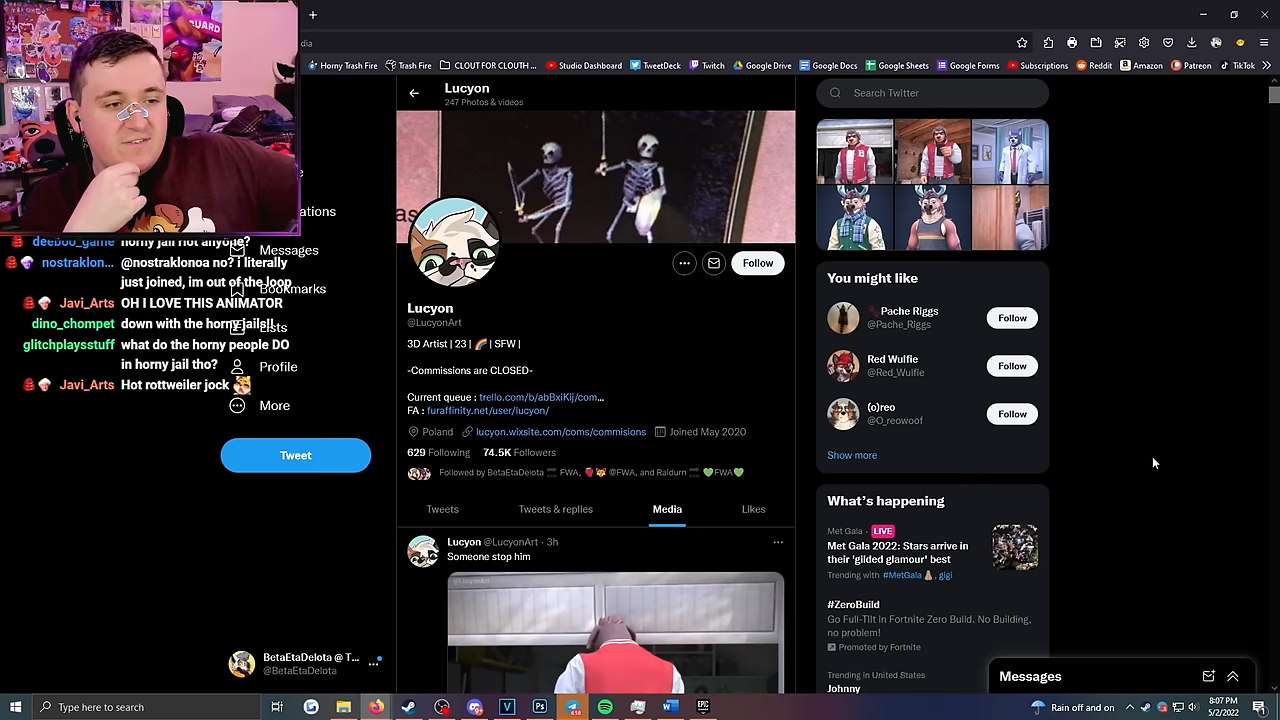 GUARD
dia
Horny Trash Fire
Trash Fire
CLOUT FOR CLOUTH ...
Studio Dashboard
TweetDeck
Twitch
Google Drive
Google Docs
Google Sheets
Google Forms
Subscriptions
Reddit
Amazon
Patreon
TikTok
Lucyon
247 Photos & videos
Search Twitter
ations
Messages
Bookmarks
Lists
Profile
More
Tweet
deeboo_game horny jail not anyone?
nostraklon... @nostraklonoa no? i literally
just joined, im out of the loop
Javi_Arts OH I LOVE THIS ANIMATOR
dino_chompet down with the horny jails!!
glitchplaysstuff what do the horny people DO
in horny jail tho?
Javi_Arts Hot rottweiler jock
Follow
Lucyon
@LucyonArt
3D Artist | 23 | 🌈 | SFW |
-Commissions are CLOSED-
Current queue : trello.com/b/abBxiKij/com...
FA : furaffinity.net/user/lucyon/
Poland lucyon.wixsite.com/coms/commisions Joined May 2020
629 Following 74.5K Followers
Followed by BetaEtaDelota FWA, @FWA, and Raidurn 💚FWA💚
Tweets Tweets & replies Media Likes
Lucyon @LucyonArt · 3h
Someone stop him
@LucyonArt
You might like
Pache Riggs
@Pache_Riggs
Follow
Red Wulfie
@Red_Wulfie
Follow
(o)reo
@O_reowoof
Follow
Show more
What's happening
Met Gala · LIVE
Met Gala 2022: Stars arrive in
their 'gilded glamour' best
Trending with #MetGala, gigi
#ZeroBuild
Go Full-Tilt in Fortnite Zero Build. No Building,
no problem!
Promoted by Fortnite
Trending in United States
Johnny
Messages
BetaEtaDelota @ T...
@BetaEtaDelota
Type here to search
Rain off and on
8:07 PM
5/2/2022